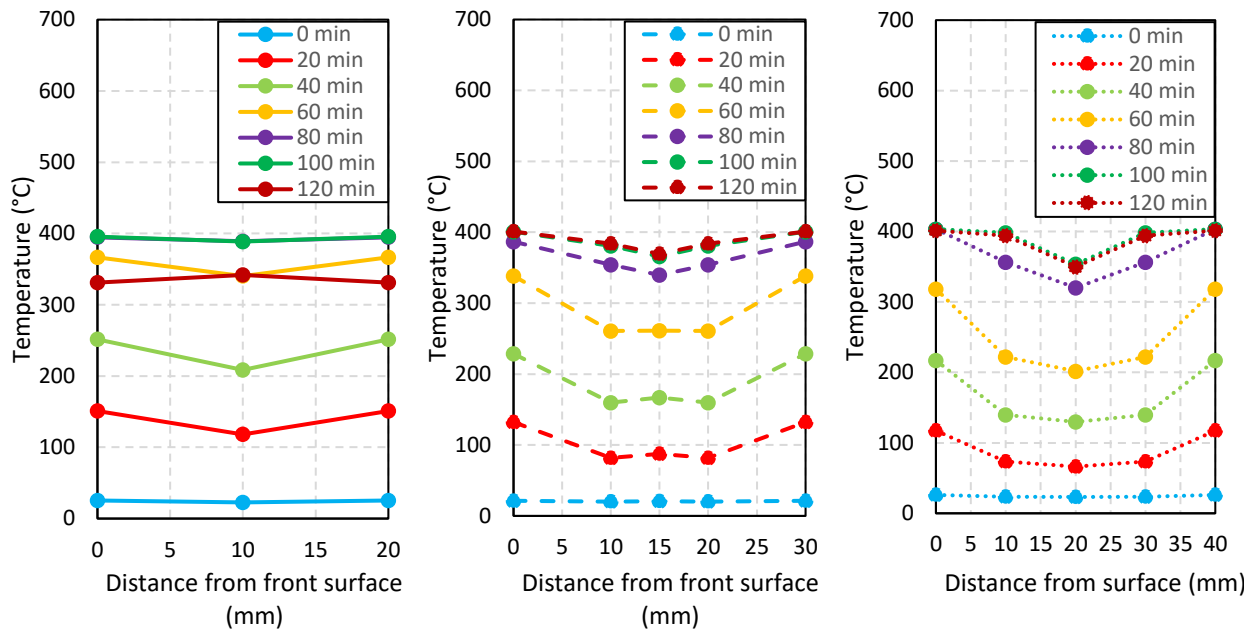 700
600
500
400
300
200
100
0
Temperature (°C)
0 min
20 min
40 min
60 min
80 min
100 min
120 min
0 5 10 15 20
Distance from front surface
(mm)
700
600
500
400
300
200
100
0
Temperature (°C)
0 min
20 min
40 min
60 min
80 min
100 min
120 min
0 5 10 15 20 25 30
Distance from front surface
(mm)
700
600
500
400
300
200
100
0
Temperature (°C)
0 min
20 min
40 min
60 min
80 min
100 min
120 min
0 5 10 15 20 25 30 35 40
Distance from surface (mm)